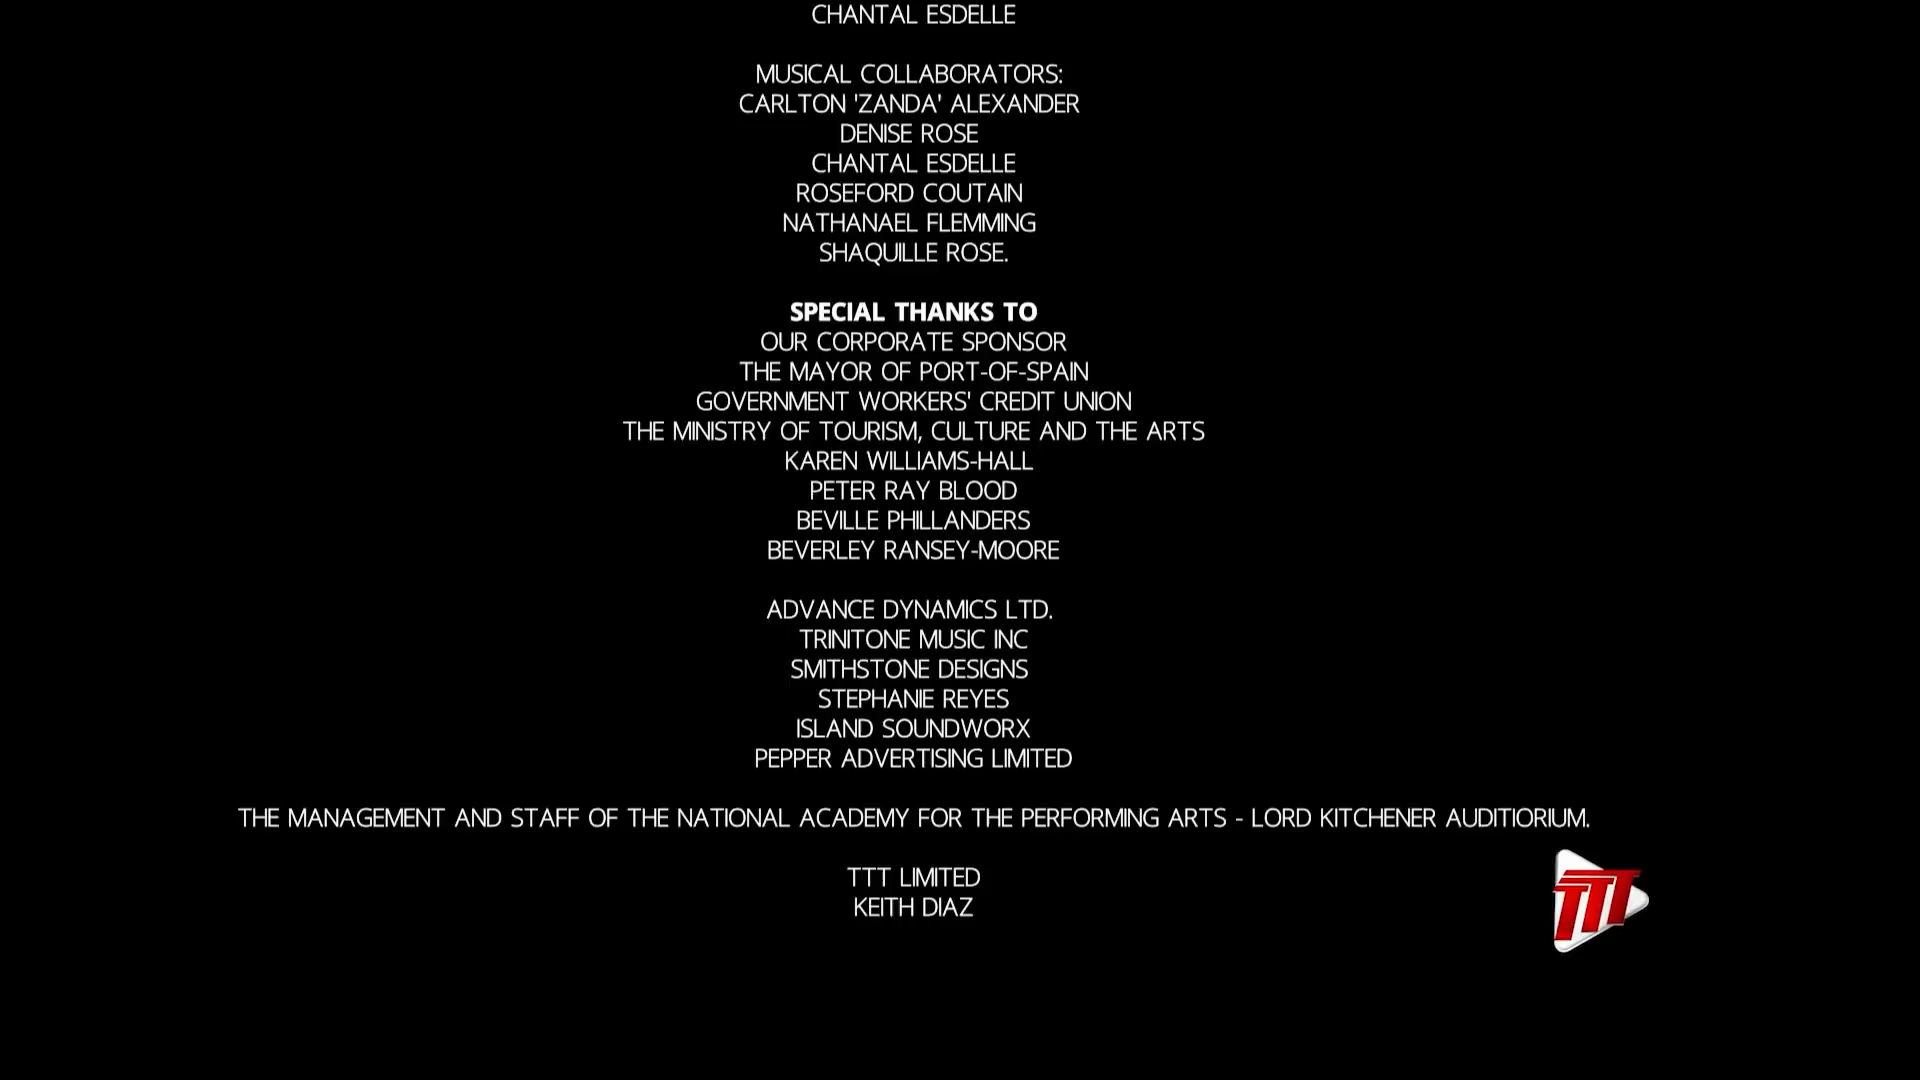 CHANTAL ESDELLE
MUSICAL COLLABORATORS:
CARLTON 'ZANDA' ALEXANDER
DENISE ROSE
CHANTAL ESDELLE
ROSEFORD COUTAIN
NATHANAEL FLEMMING
SHAQUILLE ROSE.
SPECIAL THANKS TO
OUR CORPORATE SPONSOR
THE MAYOR OF PORT-OF-SPAIN
GOVERNMENT WORKERS' CREDIT UNION
THE MINISTRY OF TOURISM, CULTURE AND THE ARTS
KAREN WILLIAMS-HALL
PETER RAY BLOOD
BEVILLE PHILLANDERS
BEVERLEY RANSEY-MOORE
ADVANCE DYNAMICS LTD.
TRINITONE MUSIC INC
SMITHSTONE DESIGNS
STEPHANIE REYES
ISLAND SOUNDWORX
PEPPER ADVERTISING LIMITED
THE MANAGEMENT AND STAFF OF THE NATIONAL ACADEMY FOR THE PERFORMING ARTS - LORD KITCHENER AUDITIORIUM.
TTT LIMITED
KEITH DIAZ
TTT